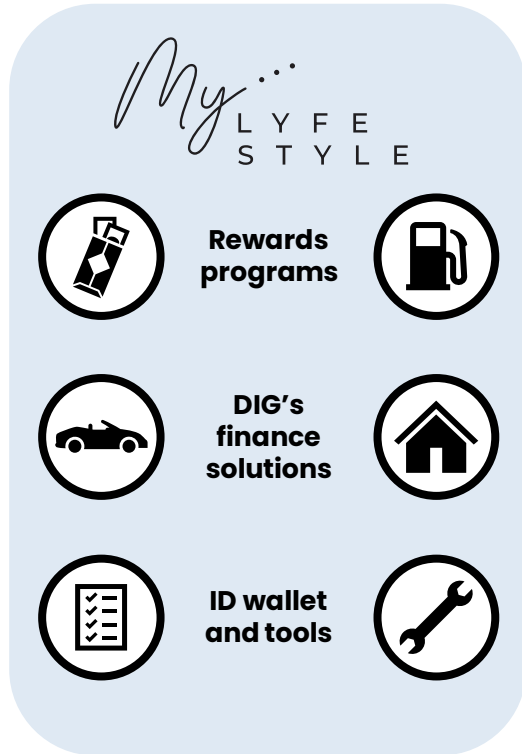 My...
LYFE
STYLE
Rewards
programs
DIG’s
finance
solutions
ID wallet
and tools